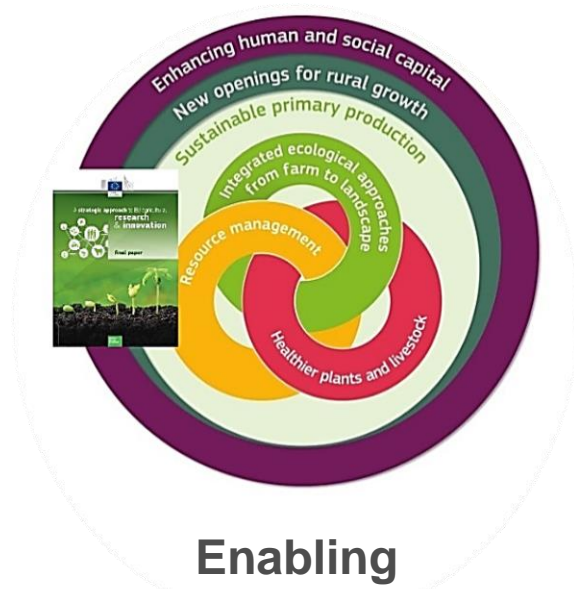 Enhancing human and social capital
New openings for rural growth
Sustainable primary production
Integrated ecological approaches
from farm to landscape
Resource management
Healthier plants and livestock
A strategic approach to EU agricultural
research
& innovation
final paper
Enabling